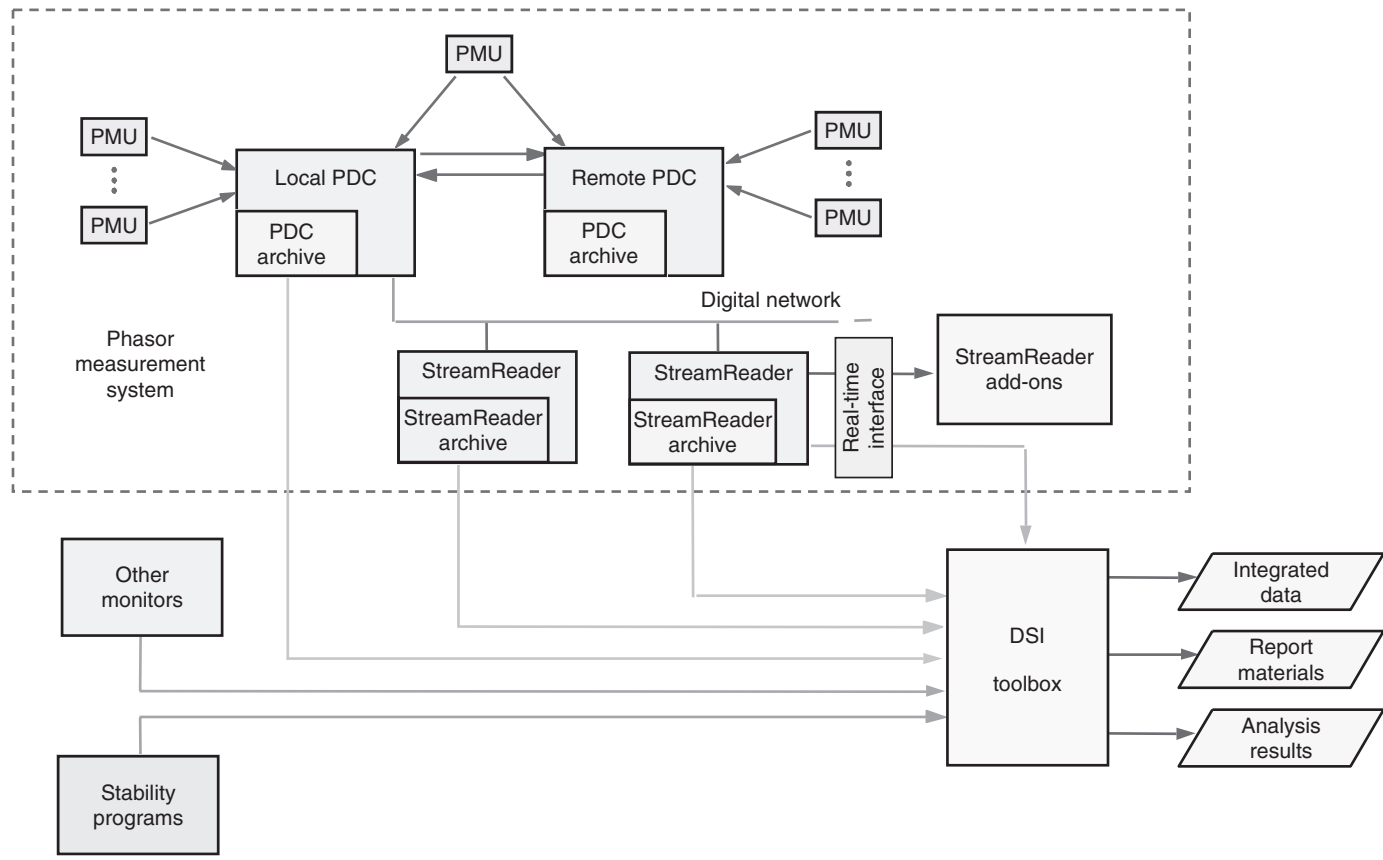 PMU
PMU
PMU
Local PDC
PDC
archive
Remote PDC
PDC
archive
PMU
PMU
Digital network
Phasor
measurement
system
StreamReader
StreamReader
archive
StreamReader
StreamReader
archive
Real-time
interface
StreamReader
add-ons
Other
monitors
Stability
programs
DSI
toolbox
Integrated
data
Report
materials
Analysis
results